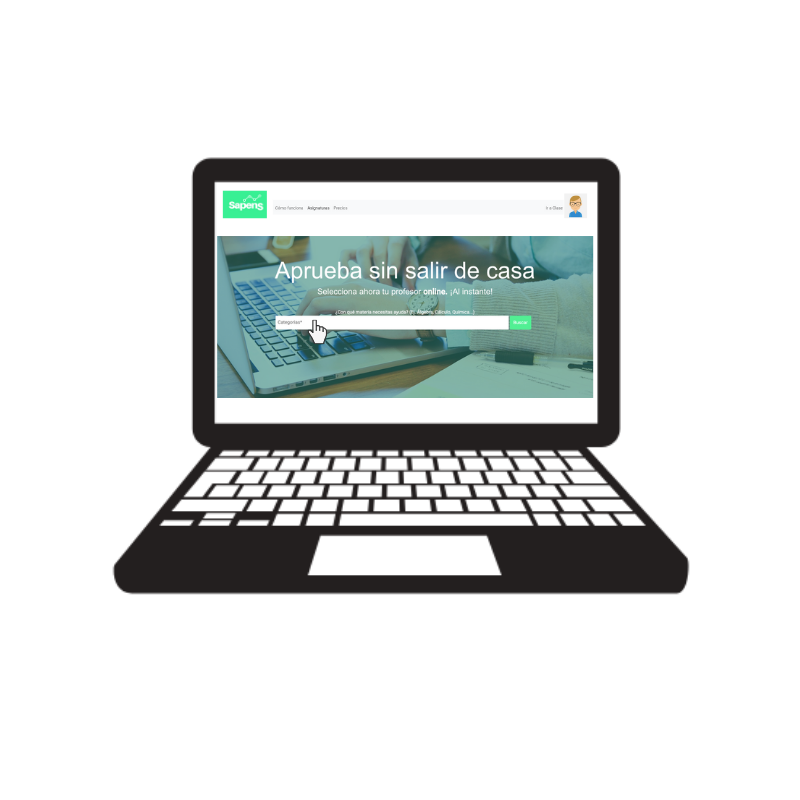 Sapens
Cómo funciona Asignaturas Precios
Ir a Clase
Aprueba sin salir de casa
Selecciona ahora tu profesor online. ¡Al instante!
¿Con qué materia necesitas ayuda? (Ej. Álgebra, Cálculo, Química...)
Categorías*
Buscar